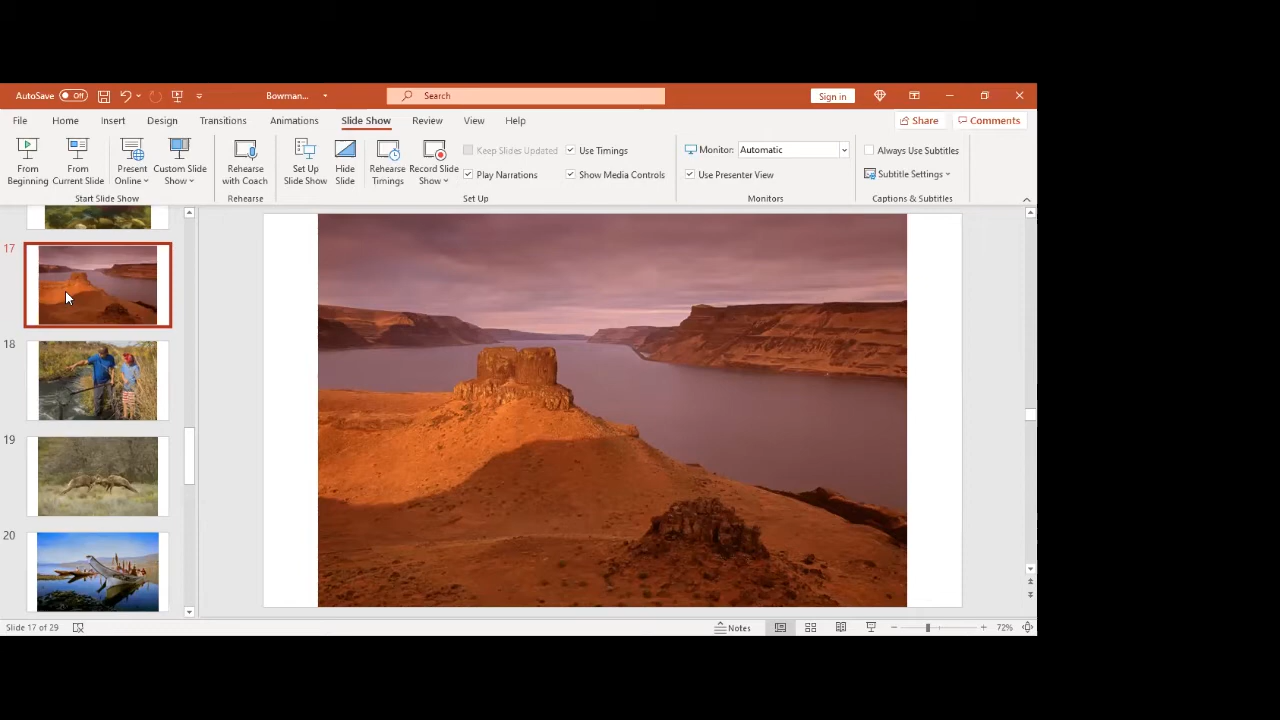 AutoSave Off Bowman... Search Sign in
File Home Insert Design Transitions Animations Slide Show Review View Help Share Comments
From Beginning
From Current Slide
Present Online
Custom Slide Show
Rehearse with Coach
Set Up Slide Show
Hide Slide
Rehearse Timings
Record Slide Show
Keep Slides Updated
Play Narrations
Use Timings
Show Media Controls
Monitor: Automatic
Use Presenter View
Always Use Subtitles
Subtitle Settings
Start Slide Show Rehearse Set Up Monitors Captions & Subtitles
17
18
19
20
Slide 17 of 29 Notes 72%